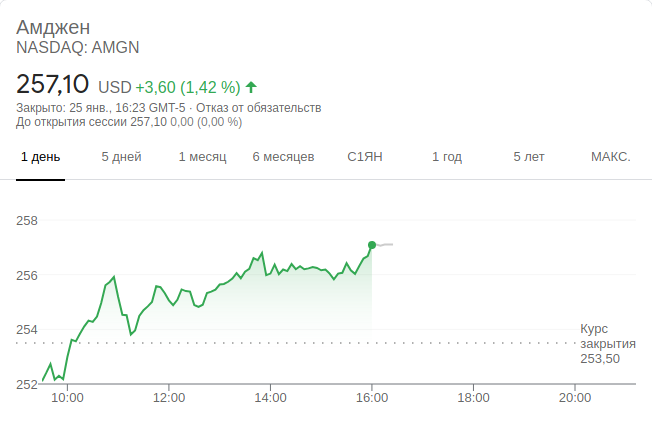 Амджен
NASDAQ: AMGN
257,10 USD +3,60 (1,42 %)
Закрыто: 25 янв., 16:23 GMT-5 · Отказ от обязательств
До открытия сессии 257,10 0,00 (0,00 %)
1 день 5 дней 1 месяц 6 месяцев С1ЯН 1 год 5 лет МАКС.
258
256
254
252
Курс
закрытия
253,50
10:00 12:00 14:00 16:00 18:00 20:00